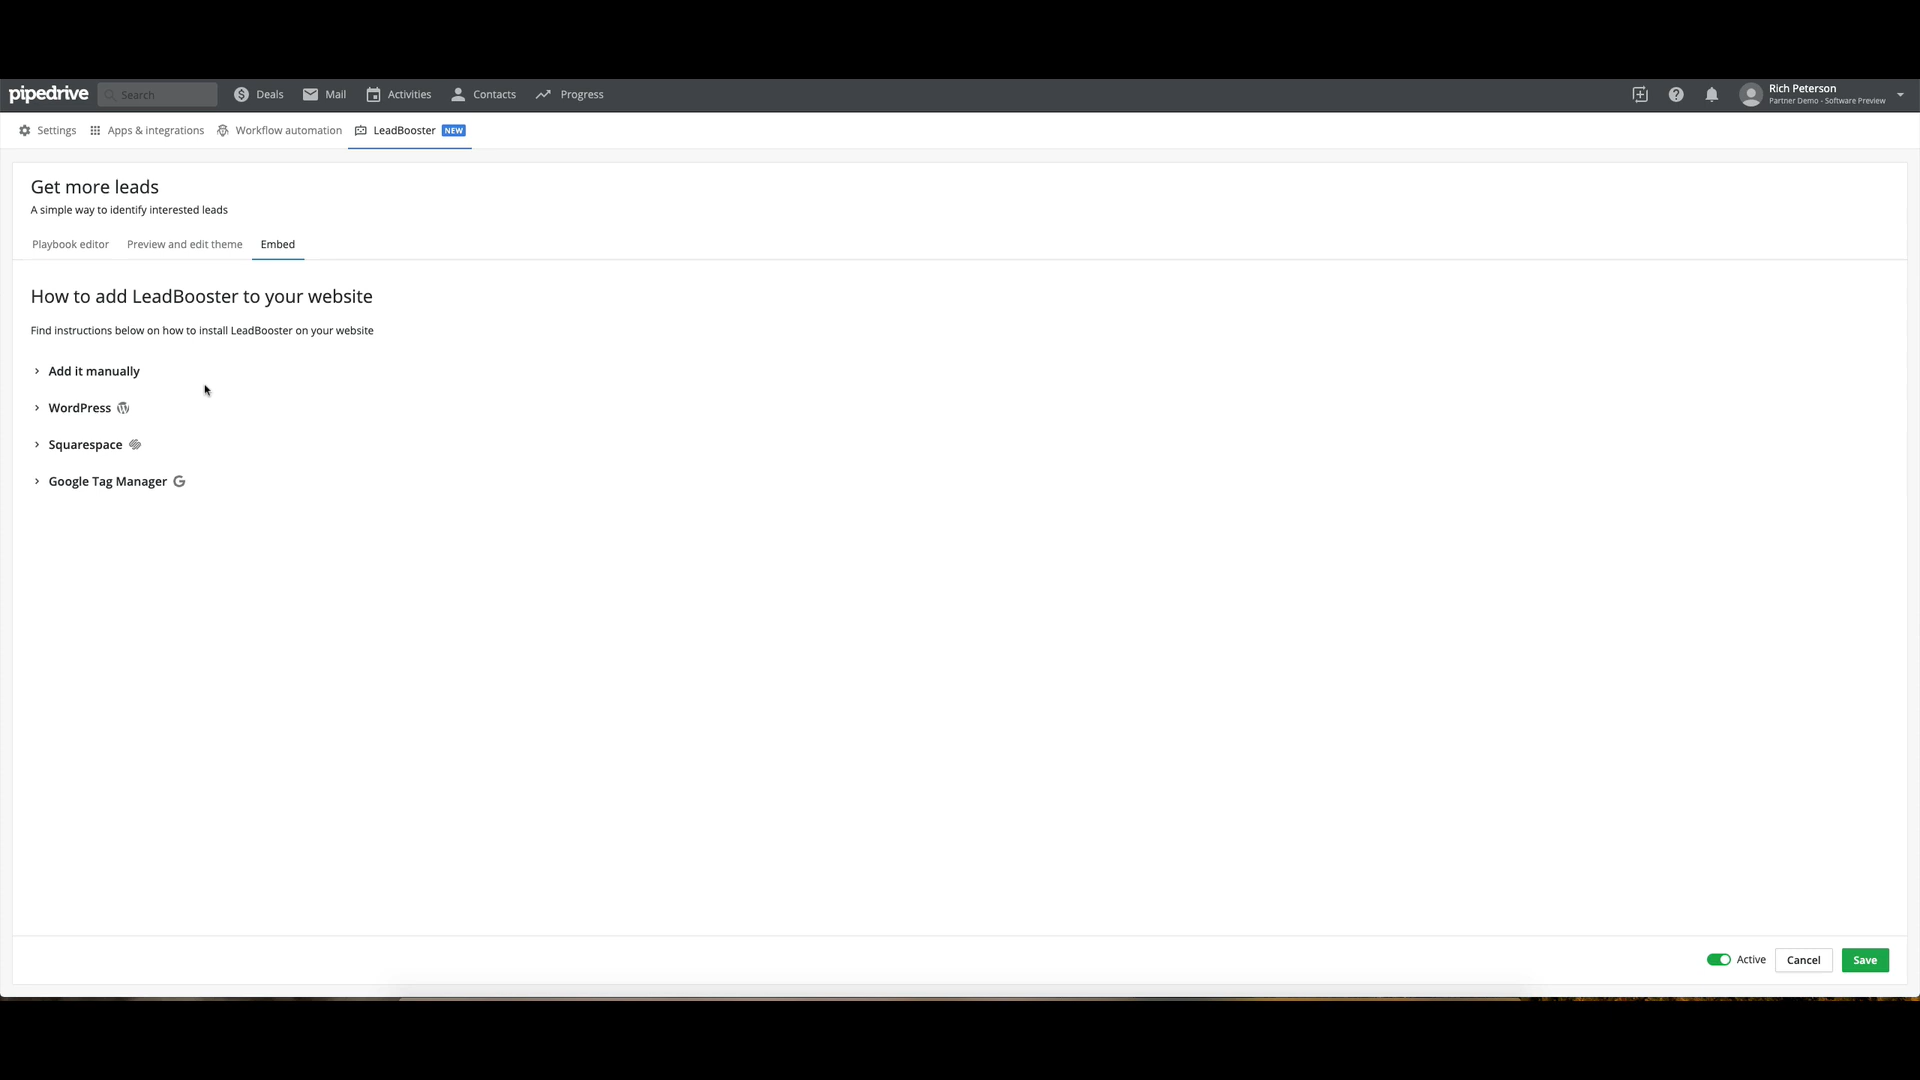 pipedrive Search Deals Mail Activities Contacts Progress Rich Peterson
Partner Demo - Software Preview
Settings Apps & integrations Workflow automation LeadBooster NEW
Get more leads
A simple way to identify interested leads
Playbook editor Preview and edit theme Embed
How to add LeadBooster to your website
Find instructions below on how to install LeadBooster on your website
Add it manually
WordPress
Squarespace
Google Tag Manager
Active Cancel Save